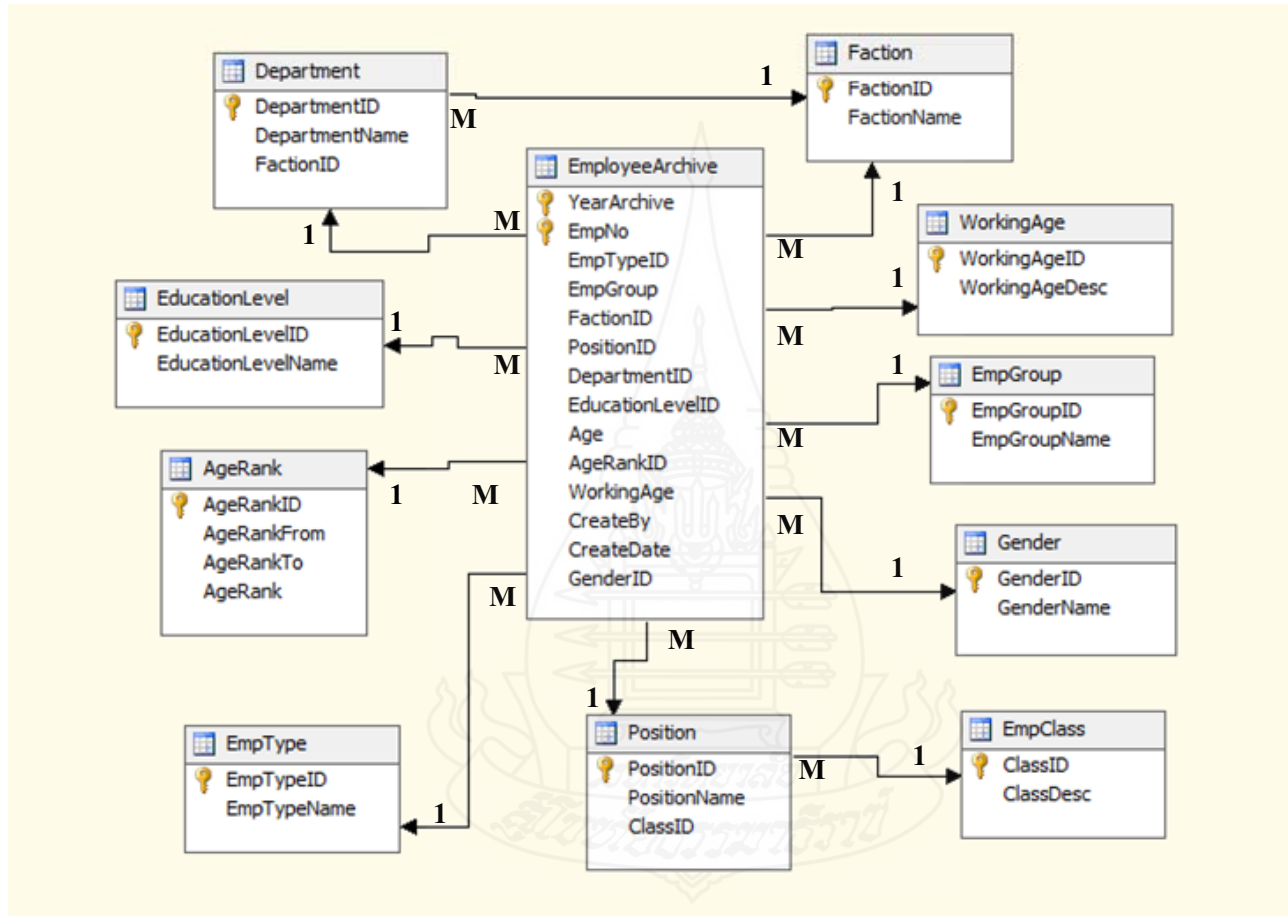 Department
DepartmentID
DepartmentName
FactionID
M
1
Faction
FactionID
FactionName
EmployeeArchive
YearArchive
EmpNo
EmpTypeID
EmpGroup
FactionID
PositionID
DepartmentID
EducationLevelID
Age
AgeRankID
WorkingAge
CreateBy
CreateDate
GenderID
M
1
M
1
WorkingAge
WorkingAgeID
WorkingAgeDesc
M
1
EducationLevel
EducationLevelID
EducationLevelName
M
1
EmpGroup
EmpGroupID
EmpGroupName
M
1
AgeRank
AgeRankID
AgeRankFrom
AgeRankTo
AgeRank
M
1
Gender
GenderID
GenderName
M
1
EmpType
EmpTypeID
EmpTypeName
M
1
Position
PositionID
PositionName
ClassID
M
1
EmpClass
ClassID
ClassDesc
M
1